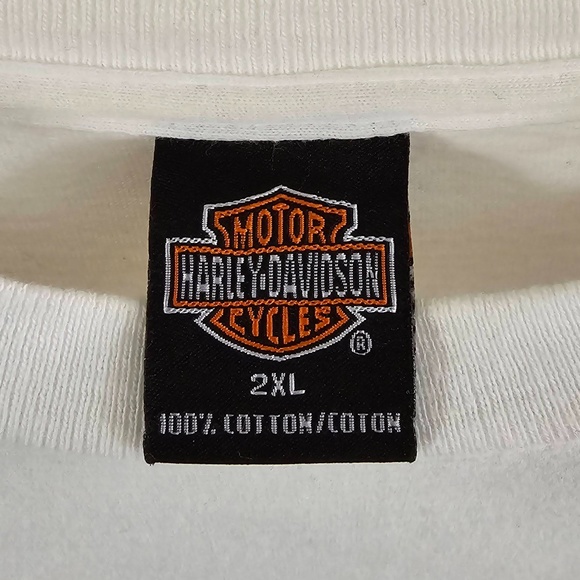 MOTOR
HARLEY-DAVIDSON
CYCLES
®
2XL
100% COTTON/COTON